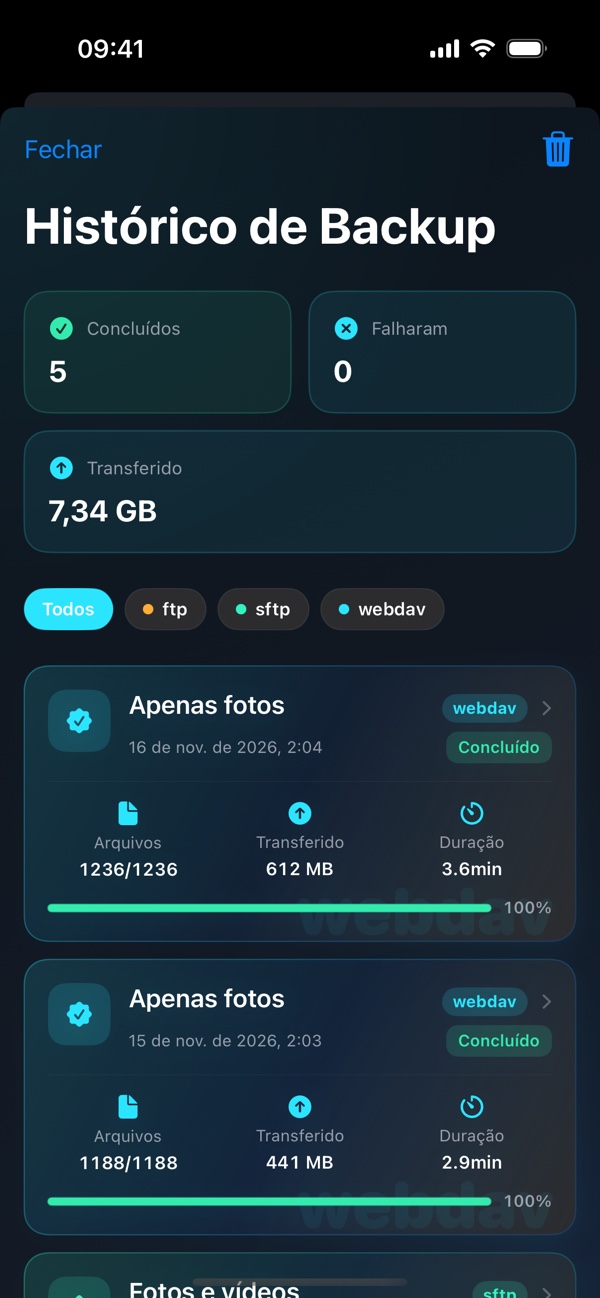 09:41
Fechar
Histórico de Backup
Concluídos
5
Falharam
0
Transferido
7,34 GB
Todos
ftp
sftp
webdav
Apenas fotos
webdav
16 de nov. de 2026, 2:04
Concluído
Arquivos
Transferido
Duração
1236/1236
612 MB
3.6min
100%
webdav
Apenas fotos
webdav
15 de nov. de 2026, 2:03
Concluído
Arquivos
Transferido
Duração
1188/1188
441 MB
2.9min
100%
webdav
Fotos e vídeos
sftp